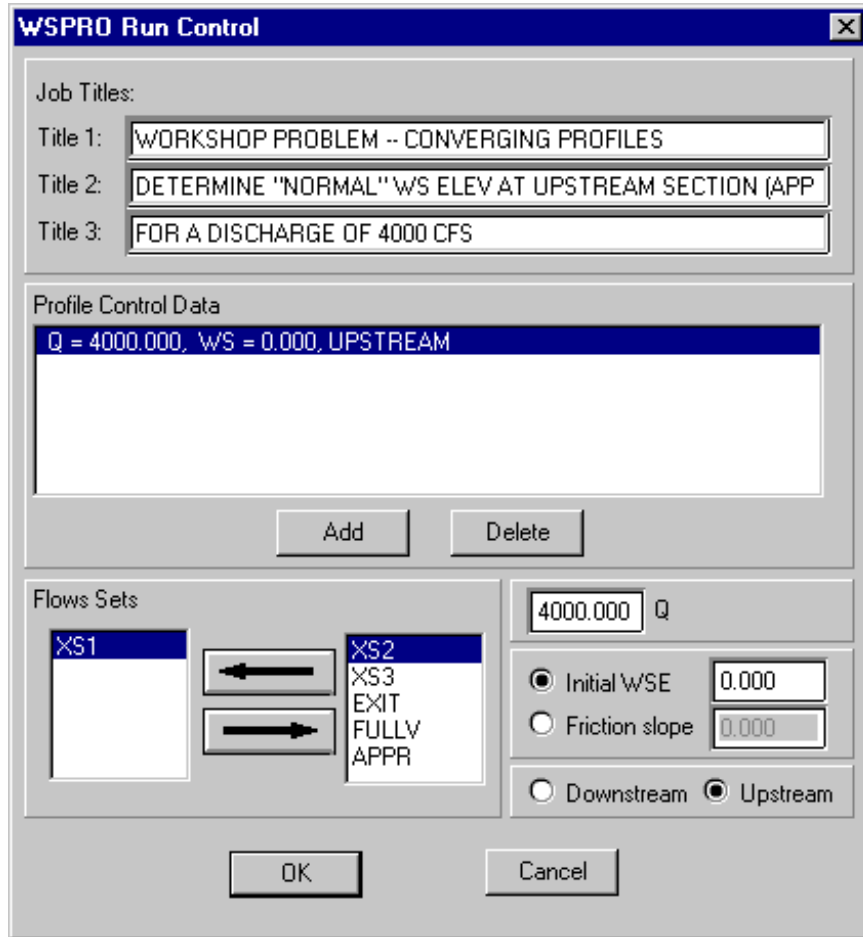 WSPRO Run Control
Job Titles:
Title 1: WORKSHOP PROBLEM -- CONVERGING PROFILES
Title 2: DETERMINE "NORMAL" WS ELEV AT UPSTREAM SECTION (APP
Title 3: FOR A DISCHARGE OF 4000 CFS
Profile Control Data
Q = 4000.000, WS = 0.000, UPSTREAM
Add Delete
Flows Sets
XS1
XS2
XS3
EXIT
FULLV
APPR
4000.000 Q
Initial WSE 0.000
Friction slope 0.000
Downstream Upstream
OK Cancel